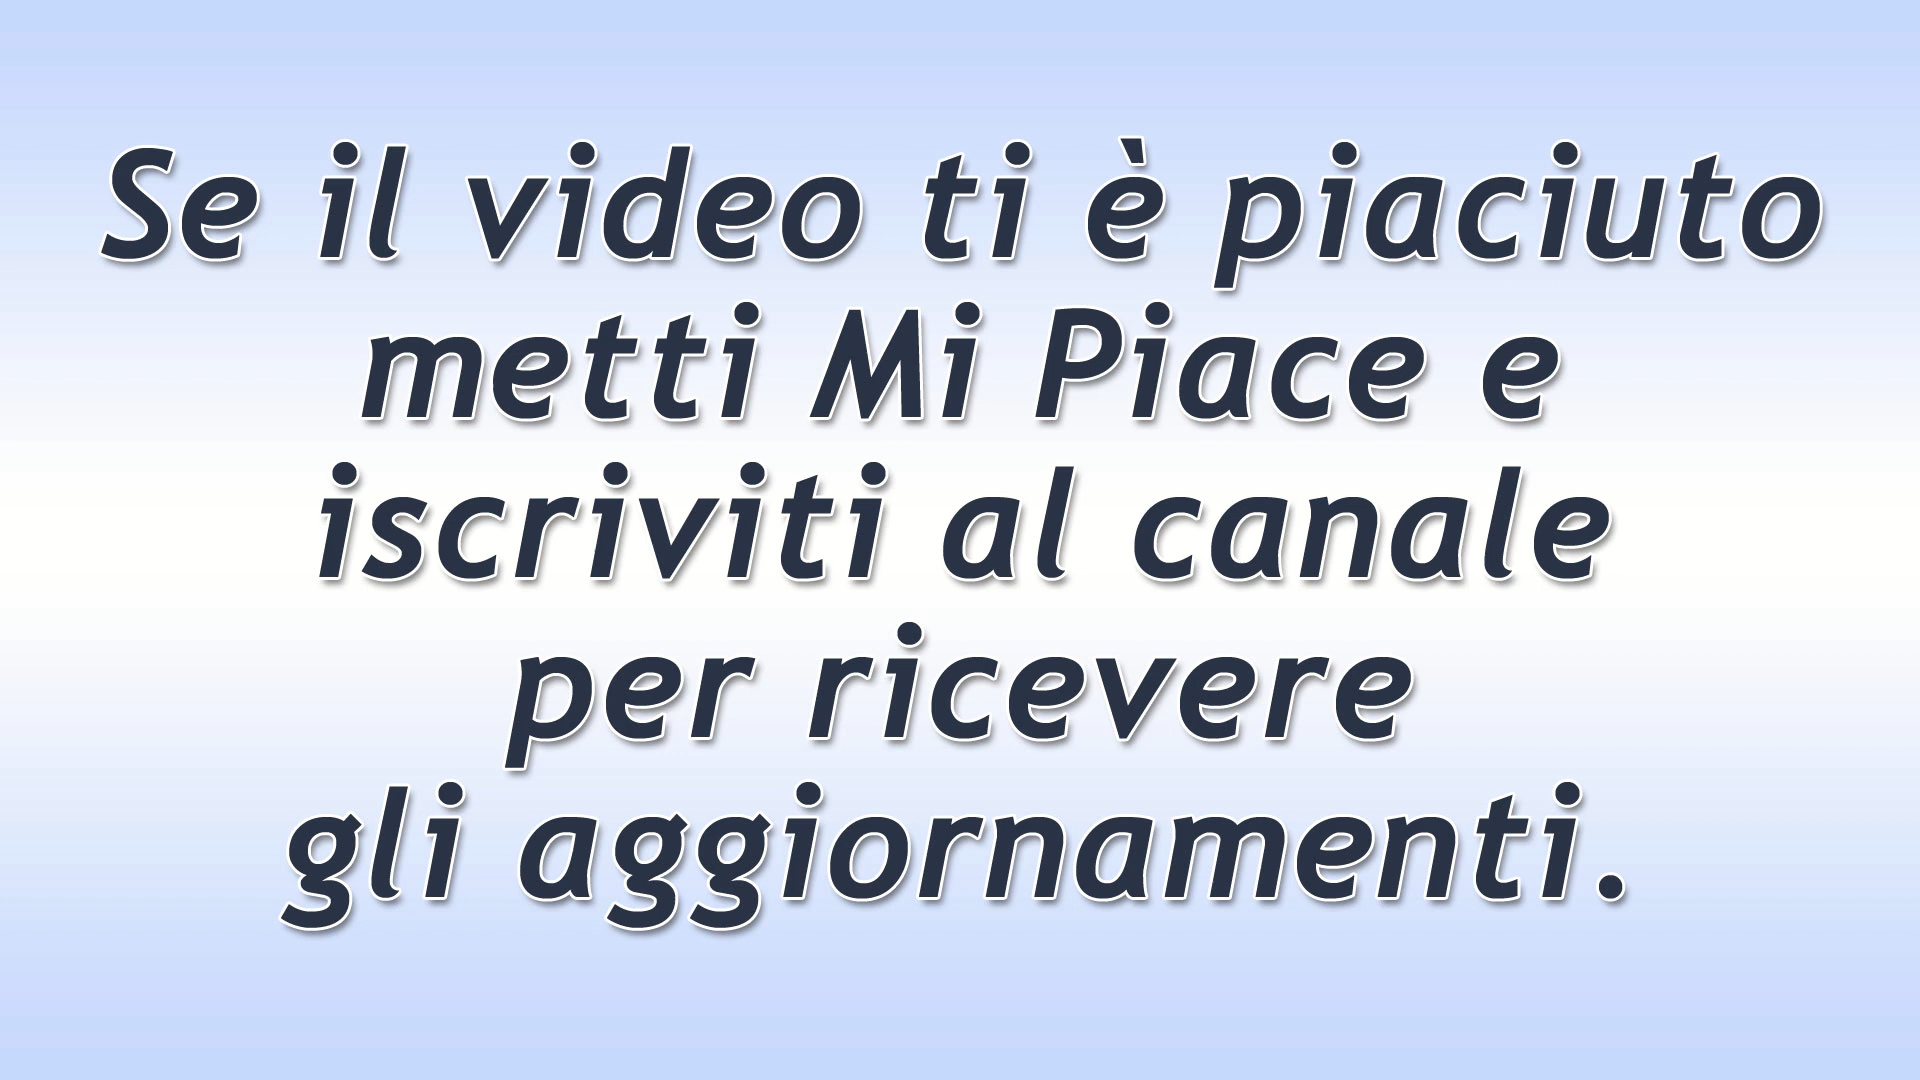 Se il video ti è piaciuto
metti Mi Piace e
iscriviti al canale
per ricevere
gli aggiornamenti.